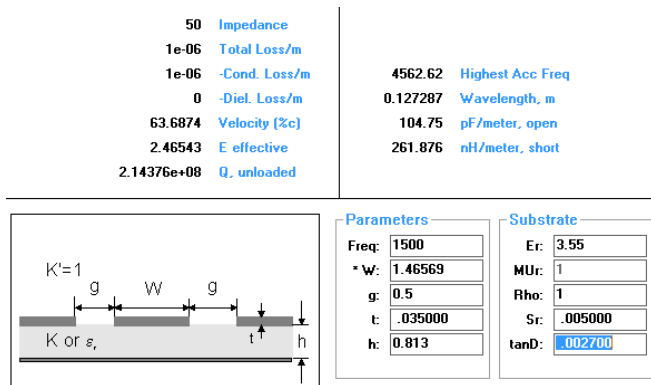 50 Impedance
1e-06 Total Loss/m
1e-06 -Cond. Loss/m
0 -Diel. Loss/m
63.6874 Velocity (%c)
2.46543 E effective
2.14376e+08 Q, unloaded
4562.62 Highest Acc Freq
0.127287 Wavelength, m
104.75 pF/meter, open
261.876 nH/meter, short
K'=1
g W g
K or εr t h
Parameters
Freq: 1500
* W: 1.46569
g: 0.5
t: .035000
h: 0.813
Substrate
Er: 3.55
MUr: 1
Rho: 1
Sr: .005000
tanD: .002700